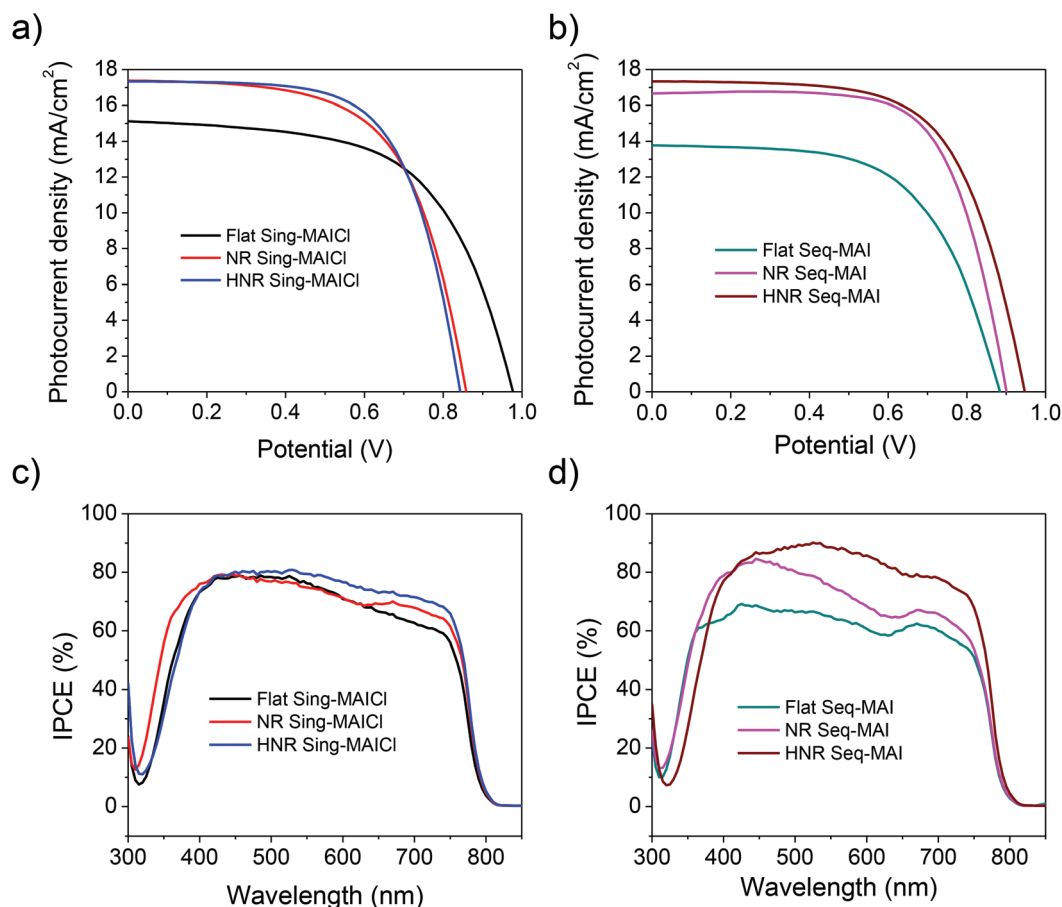 a)
Photocurrent density (mA/cm²)
18
16
14
12
10
8
6
4
2
0
Flat Sing-MAICl
NR Sing-MAICl
HNR Sing-MAICl
0.0 0.2 0.4 0.6 0.8 1.0
Potential (V)
b)
Photocurrent density (mA/cm²)
18
16
14
12
10
8
6
4
2
0
Flat Seq-MAI
NR Seq-MAI
HNR Seq-MAI
0.0 0.2 0.4 0.6 0.8 1.0
Potential (V)
c)
IPCE (%)
100
80
60
40
20
0
Flat Sing-MAICl
NR Sing-MAICl
HNR Sing-MAICl
300 400 500 600 700 800
Wavelength (nm)
d)
IPCE (%)
100
80
60
40
20
0
Flat Seq-MAI
NR Seq-MAI
HNR Seq-MAI
300 400 500 600 700 800
Wavelength (nm)